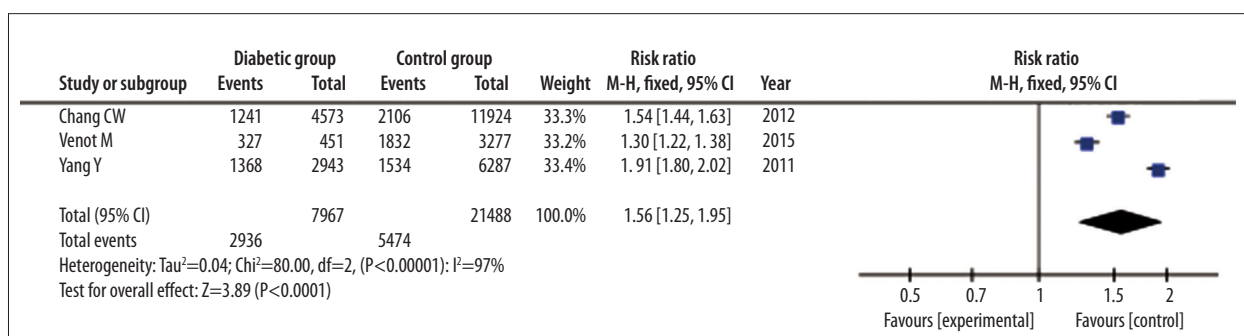 Diabetic group Control group Risk ratio Risk ratio
Study or subgroup Events Total Events Total Weight M-H, fixed, 95% CI Year M-H, fixed, 95% CI
Chang CW 1241 4573 2106 11924 33.3% 1.54 [1.44, 1.63] 2012
Venot M 327 451 1832 3277 33.2% 1.30 [1.22, 1. 38] 2015
Yang Y 1368 2943 1534 6287 33.4% 1. 91 [1.80, 2.02] 2011
Total (95% CI) 7967 21488 100.0% 1.56 [1.25, 1.95]
Total events 2936 5474
Heterogeneity: Tau²=0.04; Chi²=80.00, df=2, (P<0.00001): I²=97%
Test for overall effect: Z=3.89 (P<0.0001)
0.5 0.7 1 1.5 2
Favours [experimental] Favours [control]